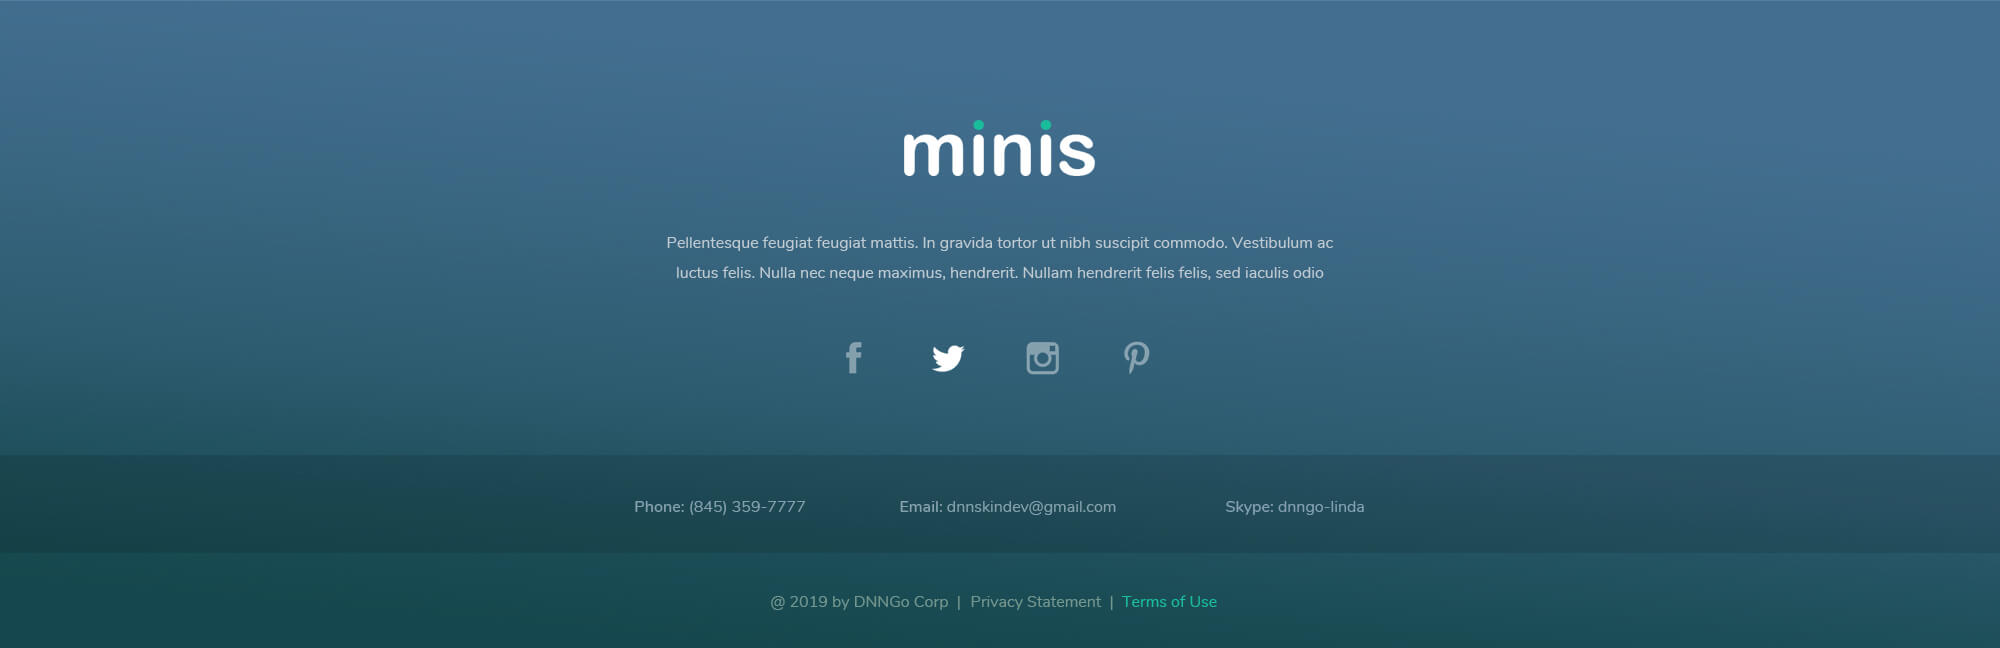 minis
Pellentesque feugiat feugiat mattis. In gravida tortor ut nibh suscipit commodo. Vestibulum ac
luctus felis. Nulla nec neque maximus, hendrerit. Nullam hendrerit felis felis, sed iaculis odio
Phone: (845) 359-7777 Email: dnnskindev@gmail.com Skype: dnngo-linda
@ 2019 by DNNGo Corp | Privacy Statement | Terms of Use